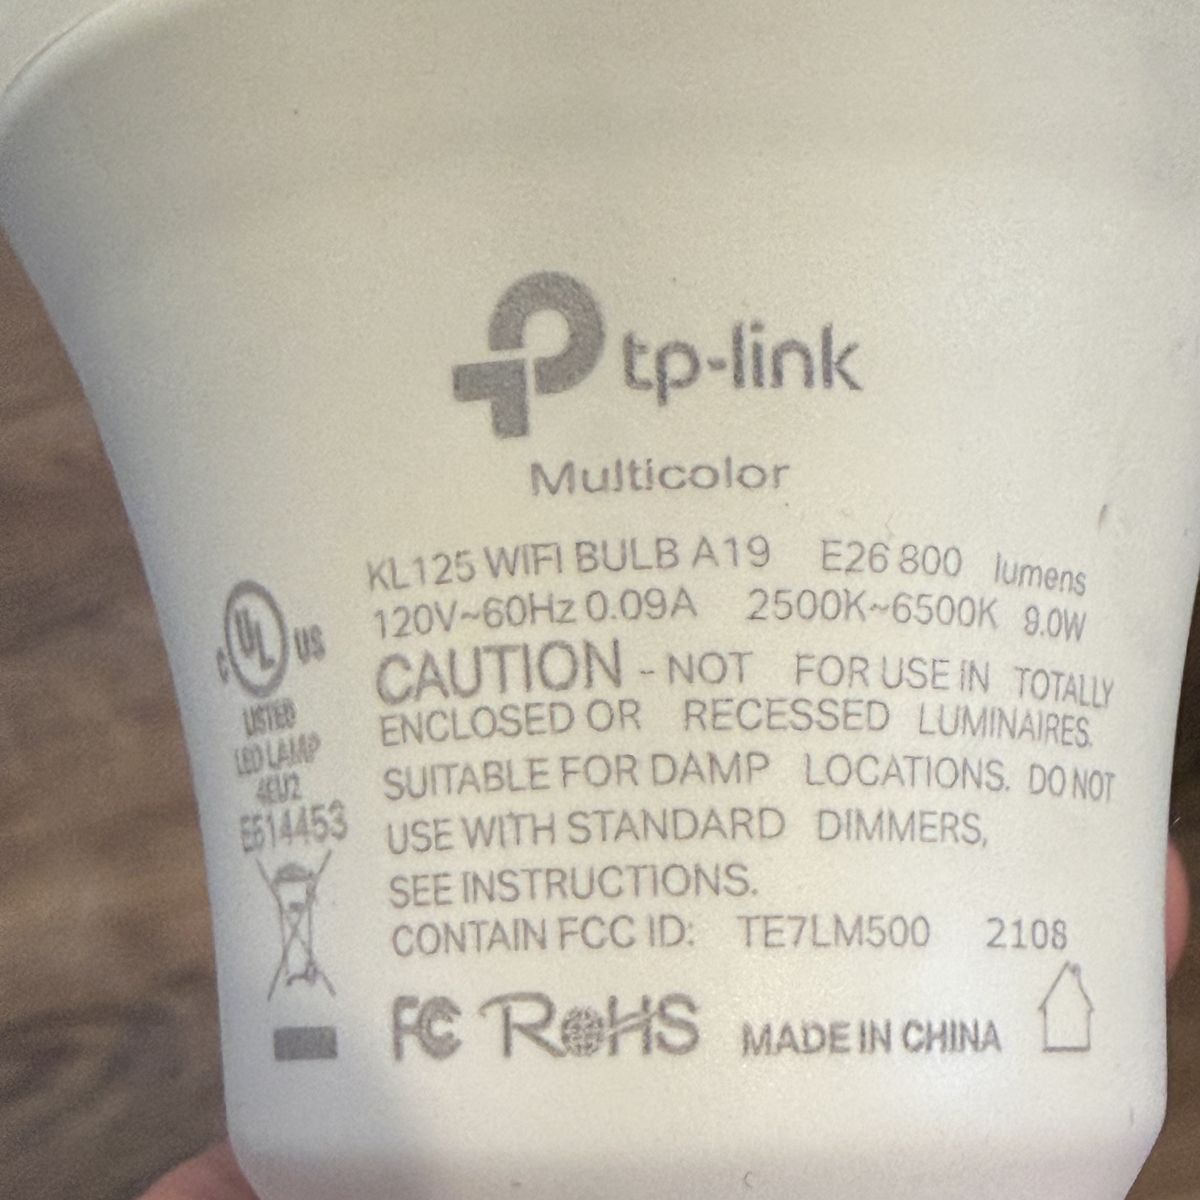 tp-link
Multicolor
KL125 WIFI BULB A19 E26 800 lumens
120V~60Hz 0.09A 2500K~6500K 9.0W
CAUTION - NOT FOR USE IN TOTALLY
ENCLOSED OR RECESSED LUMINAIRES.
SUITABLE FOR DAMP LOCATIONS. DO NOT
USE WITH STANDARD DIMMERS,
SEE INSTRUCTIONS.
CONTAIN FCC ID: TE7LM500 2108
C UL US
LISTED
LED LAMP
4EU2
E614453
FC RoHS MADE IN CHINA